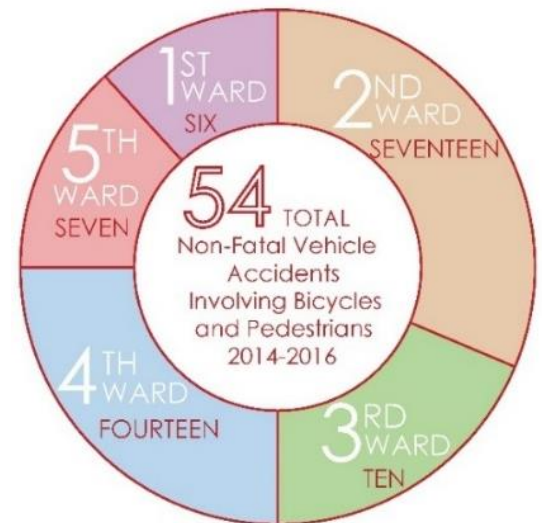 1ST
WARD
SIX
2ND
WARD
SEVENTEEN
5TH
WARD
SEVEN
54 TOTAL
Non-Fatal Vehicle
Accidents
Involving Bicycles
and Pedestrians
2014-2016
4TH
WARD
FOURTEEN
3RD
WARD
TEN